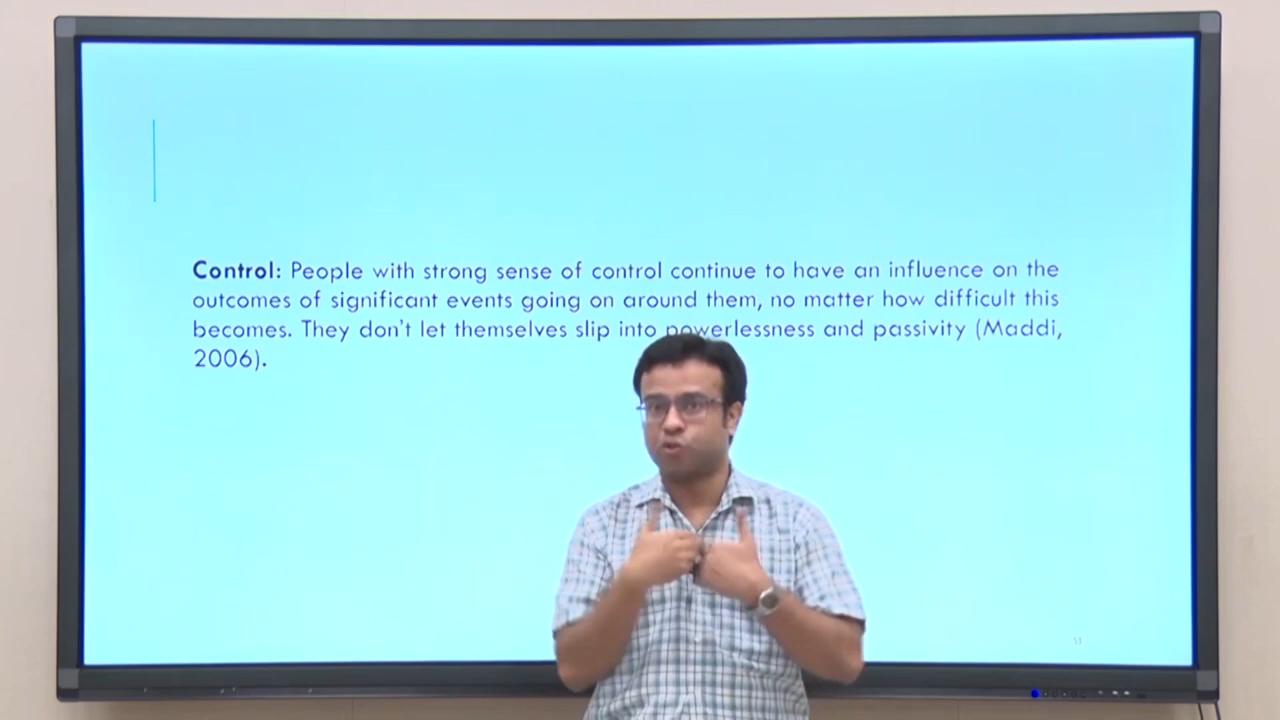 Control: People with strong sense of control continue to have an influence on the
outcomes of significant events going on around them, no matter how difficult this
becomes. They don't let themselves slip into powerlessness and passivity (Maddi,
2006).